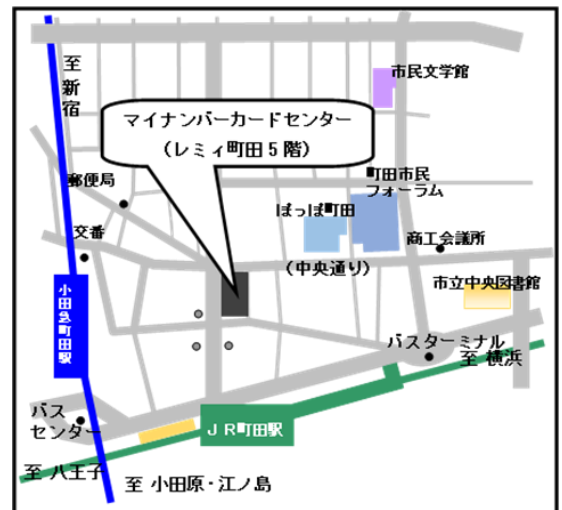 至
新
宿
市民文学館
マイナンバーカードセンター
（レミィ町田5階）
郵便局
町田市民
フォーラム
ぽっぽ町田
交番
商工会議所
（中央通り）
市立中央図書館
小田急町田駅
バスターミナル
至 横浜
バス
センター
ＪＲ町田駅
至 八王子
至 小田原・江ノ島